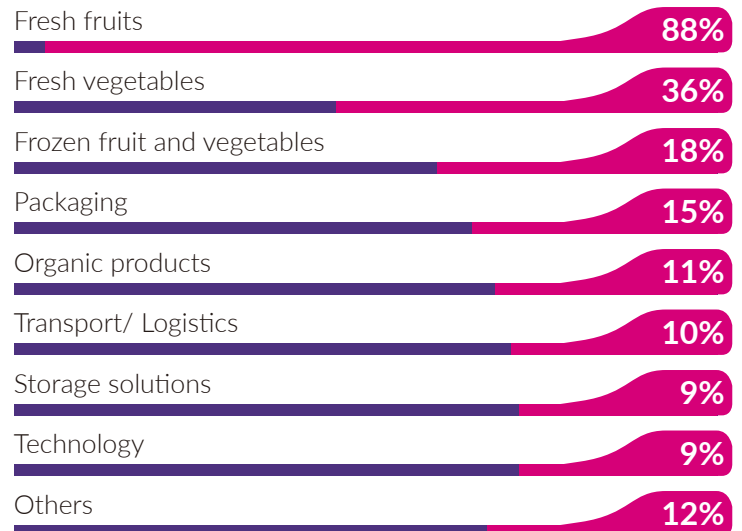 Fresh fruits
88%
Fresh vegetables
36%
Frozen fruit and vegetables
18%
Packaging
15%
Organic products
11%
Transport/ Logistics
10%
Storage solutions
9%
Technology
9%
Others
12%